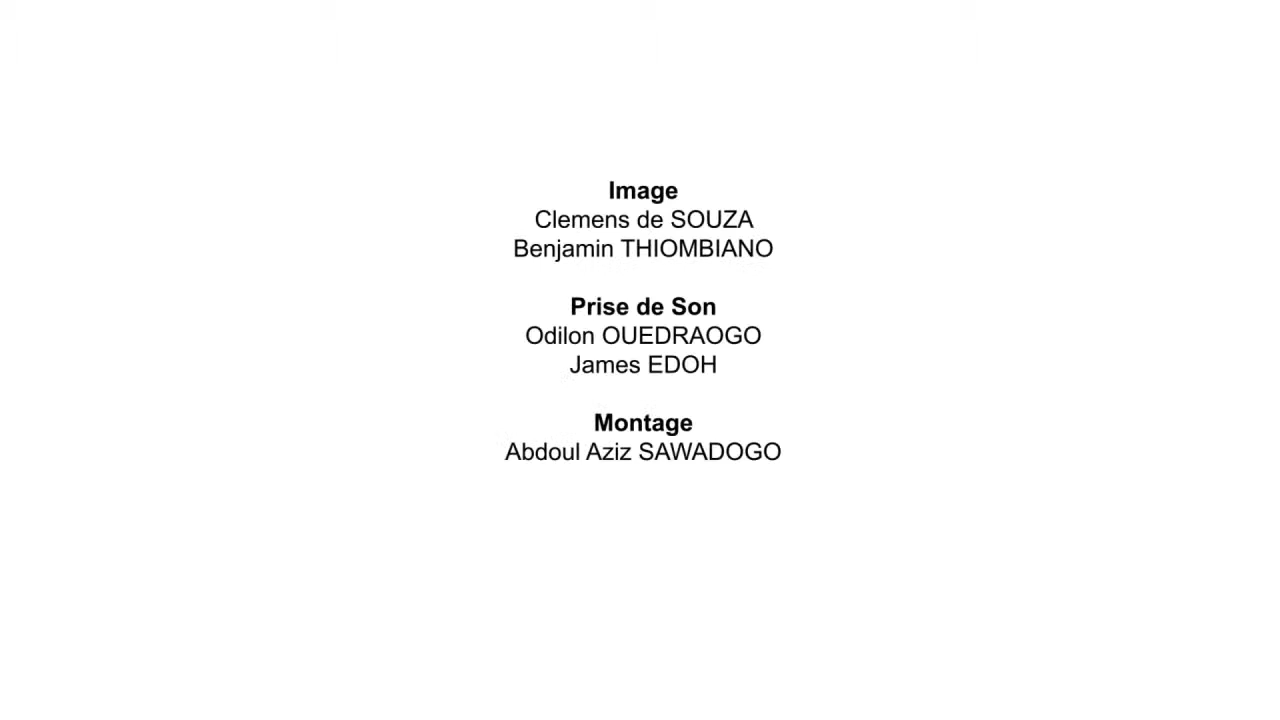 Image
Clemens de SOUZA
Benjamin THIOMBIANO
Prise de Son
Odilon OUEDRAOGO
James EDOH
Montage
Abdoul Aziz SAWADOGO